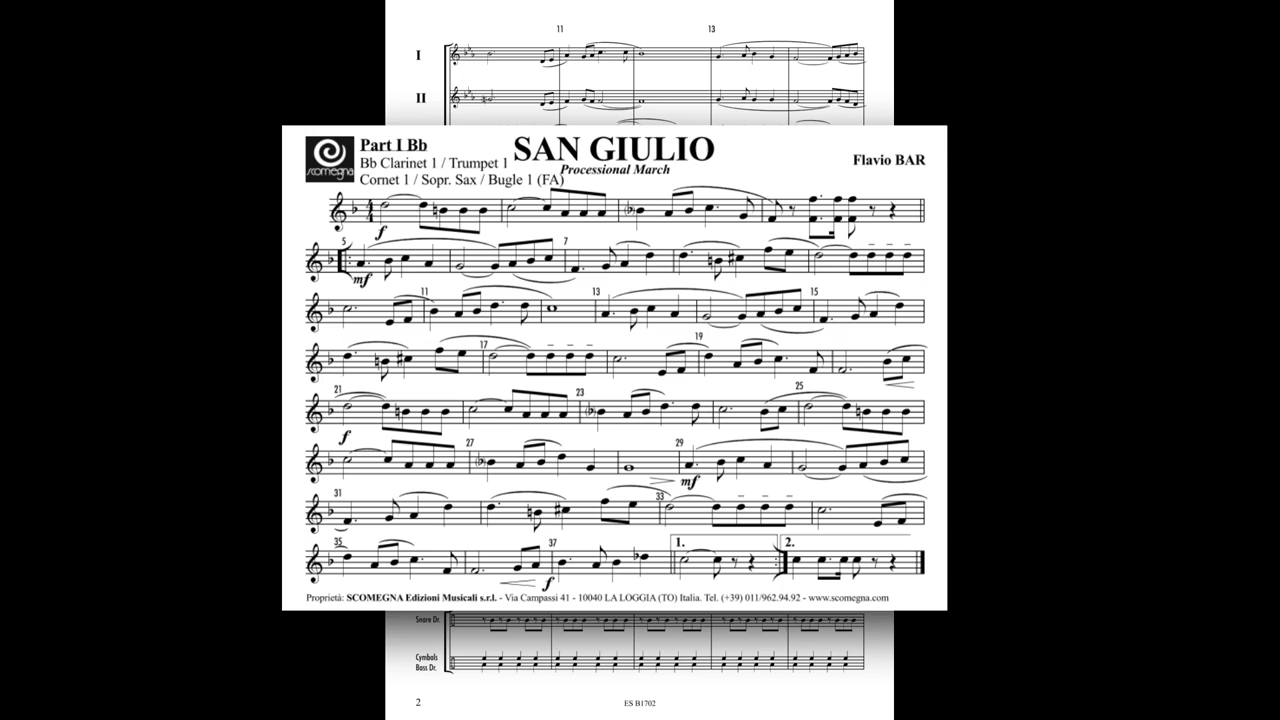 11 13
I
II
scomegna
Part I Bb
Bb Clarinet 1 / Trumpet 1
Cornet 1 / Sopr. Sax / Bugle 1 (FA)
SAN GIULIO
Processional March
Flavio BAR
f
5 7
mf
11 13 15
17 19
21 23 25
f
27 29
mf
31 33
35 37 1. 2.
f
Proprietà: SCOMEGNA Edizioni Musicali s.r.l. - Via Campassi 41 - 10040 LA LOGGIA (TO) Italia. Tel. (+39) 011/962.94.92 - www.scomegna.com
Snare Dr.
Cymbals
Bass Dr.
2 ES B1702